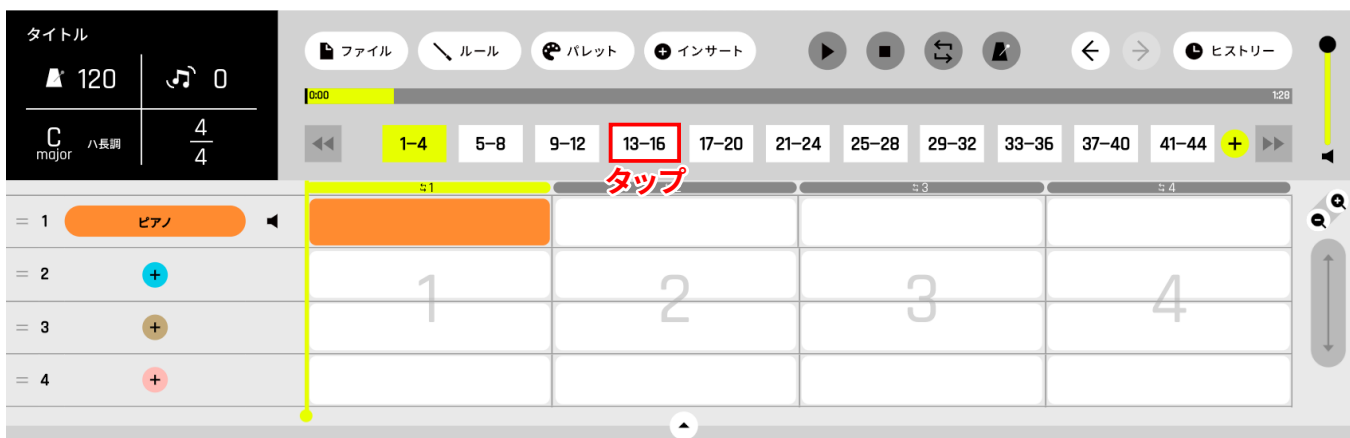 タイトル
120
0
C
major
ハ長調
4
4
ファイル
ルール
パレット
インサート
ヒストリー
0:00
1:28
1–4
5–8
9–12
13–16
17–20
21–24
25–28
29–32
33–36
37–40
41–44
+
タップ
1
3
4
1 ピアノ
2 +
3 +
4 +
1
2
3
4